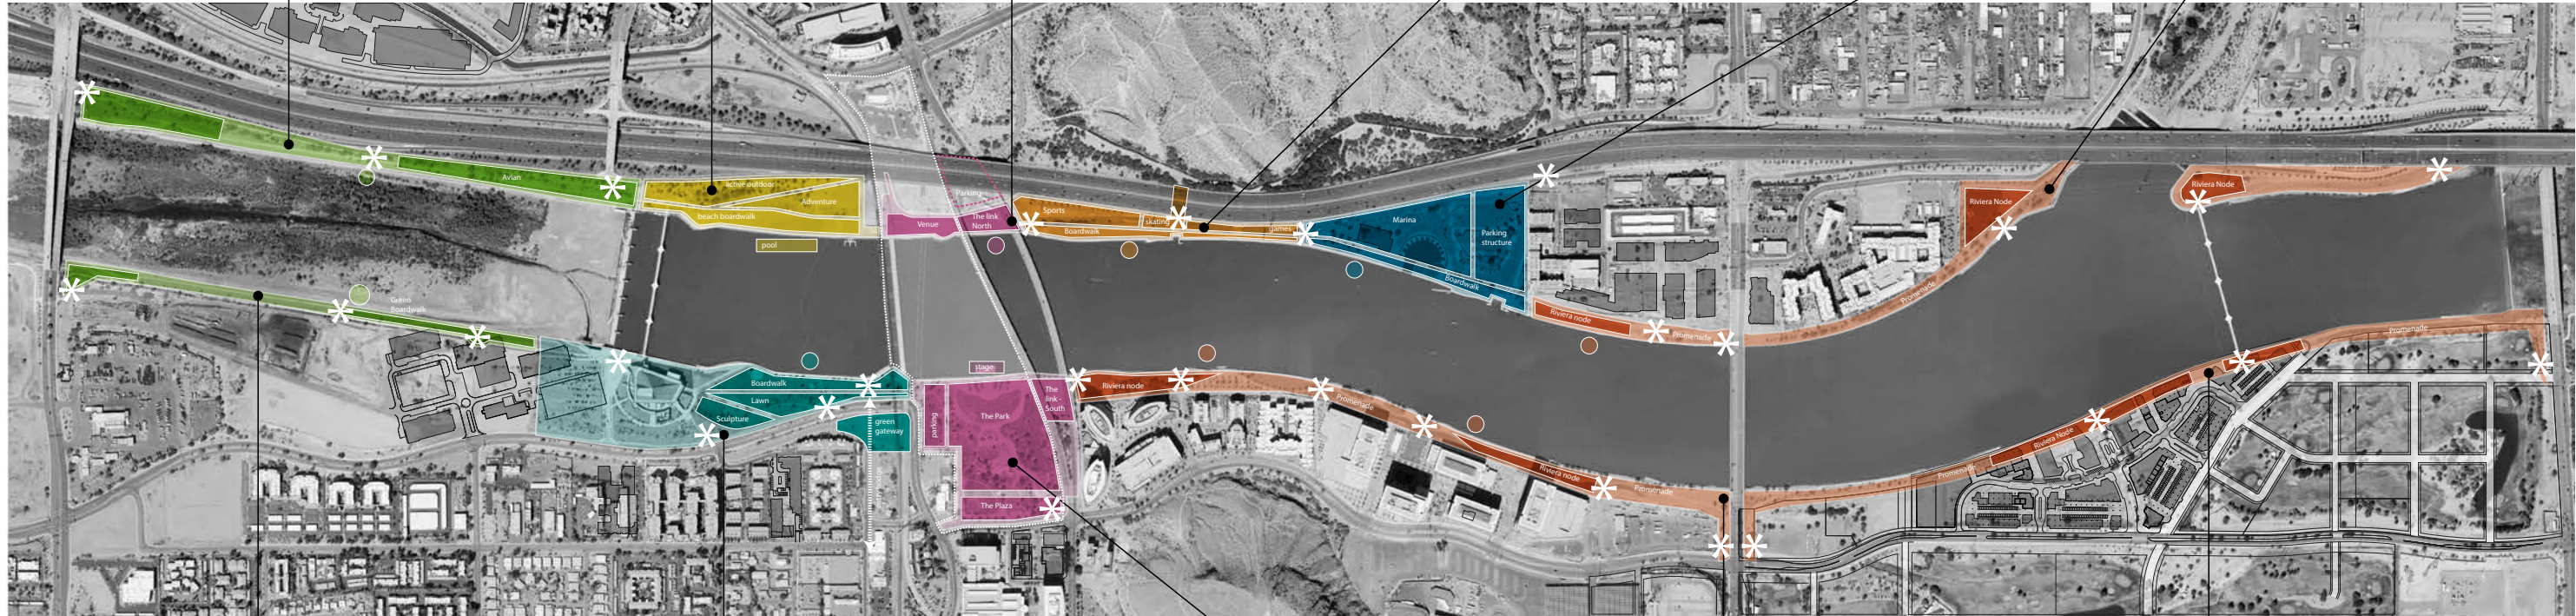 Avian
active outdoor
Adventure
beach boardwalk
pool
Parking
Venue
The link
North
Sports
skating
Boardwalk
games
Marina
Parking
structure
Boardwalk
Riviera node
Promenade
Riviera Node
Promenade
Riviera Node
Green
Boardwalk
Boardwalk
Lawn
Sculpture
green
gateway
stage
parking
The Park
The
link -
South
The Plaza
Riviera node
Promenade
Riviera node
Promenade
Promenade
Riviera Node
Promenade